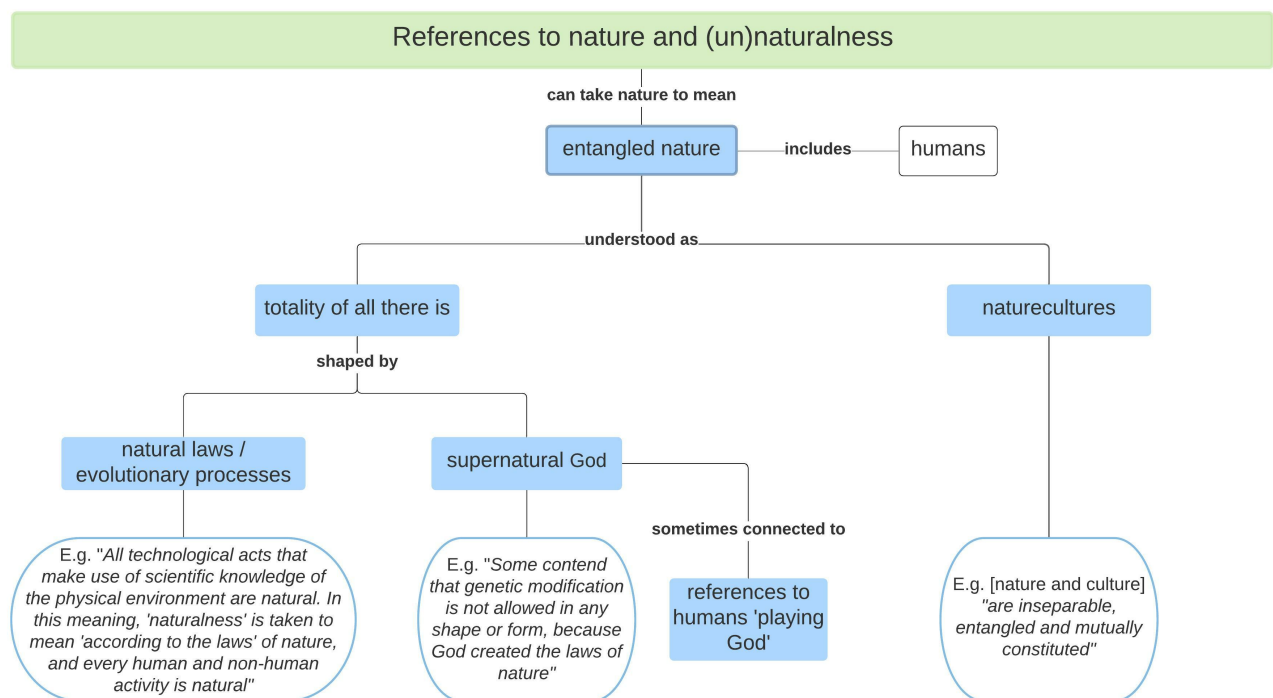 References to nature and (un)naturalness
can take nature to mean
entangled nature
includes
humans
understood as
totality of all there is
naturecultures
shaped by
natural laws /
evolutionary processes
supernatural God
sometimes connected to
references to
humans 'playing
God'
E.g. "All technological acts that
make use of scientific knowledge of
the physical environment are natural. In
this meaning, 'naturalness' is taken to
mean 'according to the laws' of nature,
and every human and non-human
activity is natural"
E.g. "Some contend
that genetic modification
is not allowed in any
shape or form, because
God created the laws of
nature"
E.g. [nature and culture]
"are inseparable,
entangled and mutually
constituted"